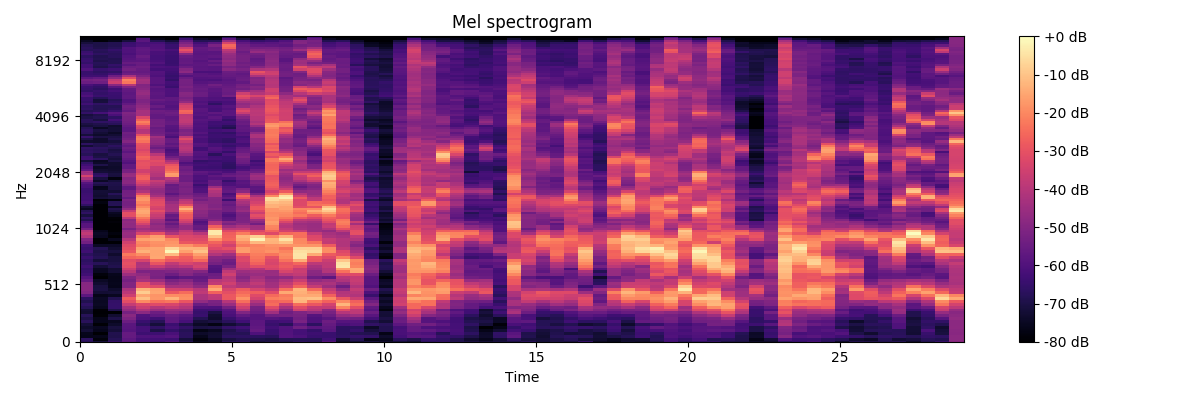 Mel spectrogram
+0 dB
8192
-10 dB
4096
-20 dB
-30 dB
2048
Hz
-40 dB
1024
-50 dB
512
-60 dB
-70 dB
0
-80 dB
0 5 10 15 20 25
Time